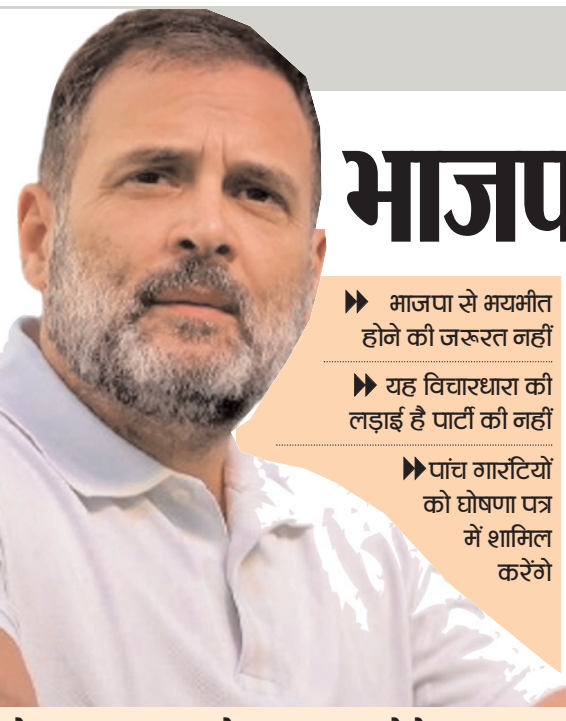 भाजप
▶▶ भाजपा से भयभीत
होने की जरूरत नहीं
▶▶ यह विचारधारा की
लड़ाई है पार्टी की नहीं
▶▶पांच गारंटियों
को घोषणा पत्र
में शामिल
करेंगे